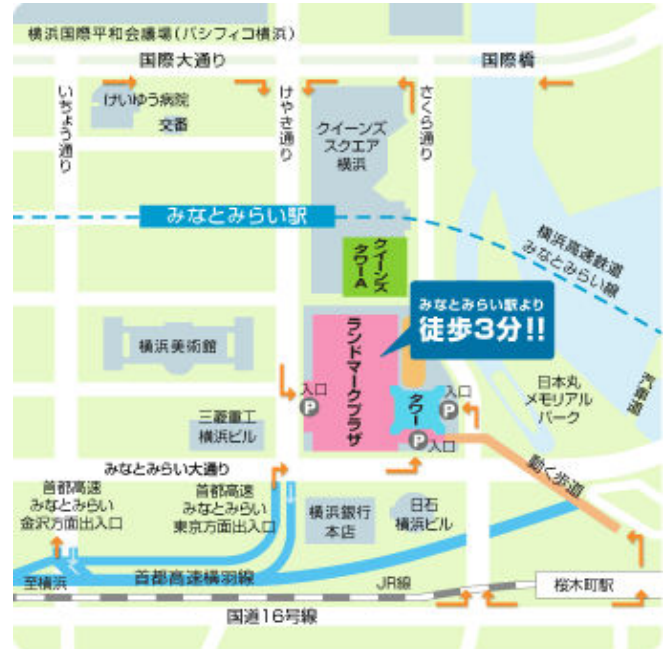 横浜国際平和会議場(パシフィコ横浜)
国際大通り
国際橋
いちょう通り
けいゆう病院
交番
けやき通り
クイーンズ
スクエア
横浜
さくら通り
みなとみらい駅
クイーンズ
タワーA
横浜高速鉄道
みなとみらい線
みなとみらい駅より
徒歩3分!!
横浜美術館
ランドマークプラザ
入口
P
タワー
入口
P
P
入口
日本丸
メモリアル
パーク
汽車道
三菱重工
横浜ビル
みなとみらい大通り
動く歩道
首都高速
みなとみらい
金沢方面出入口
首都高速
みなとみらい
東京方面出入口
横浜銀行
本店
日石
横浜ビル
至横浜
首都高速横羽線
JR線
桜木町駅
国道16号線